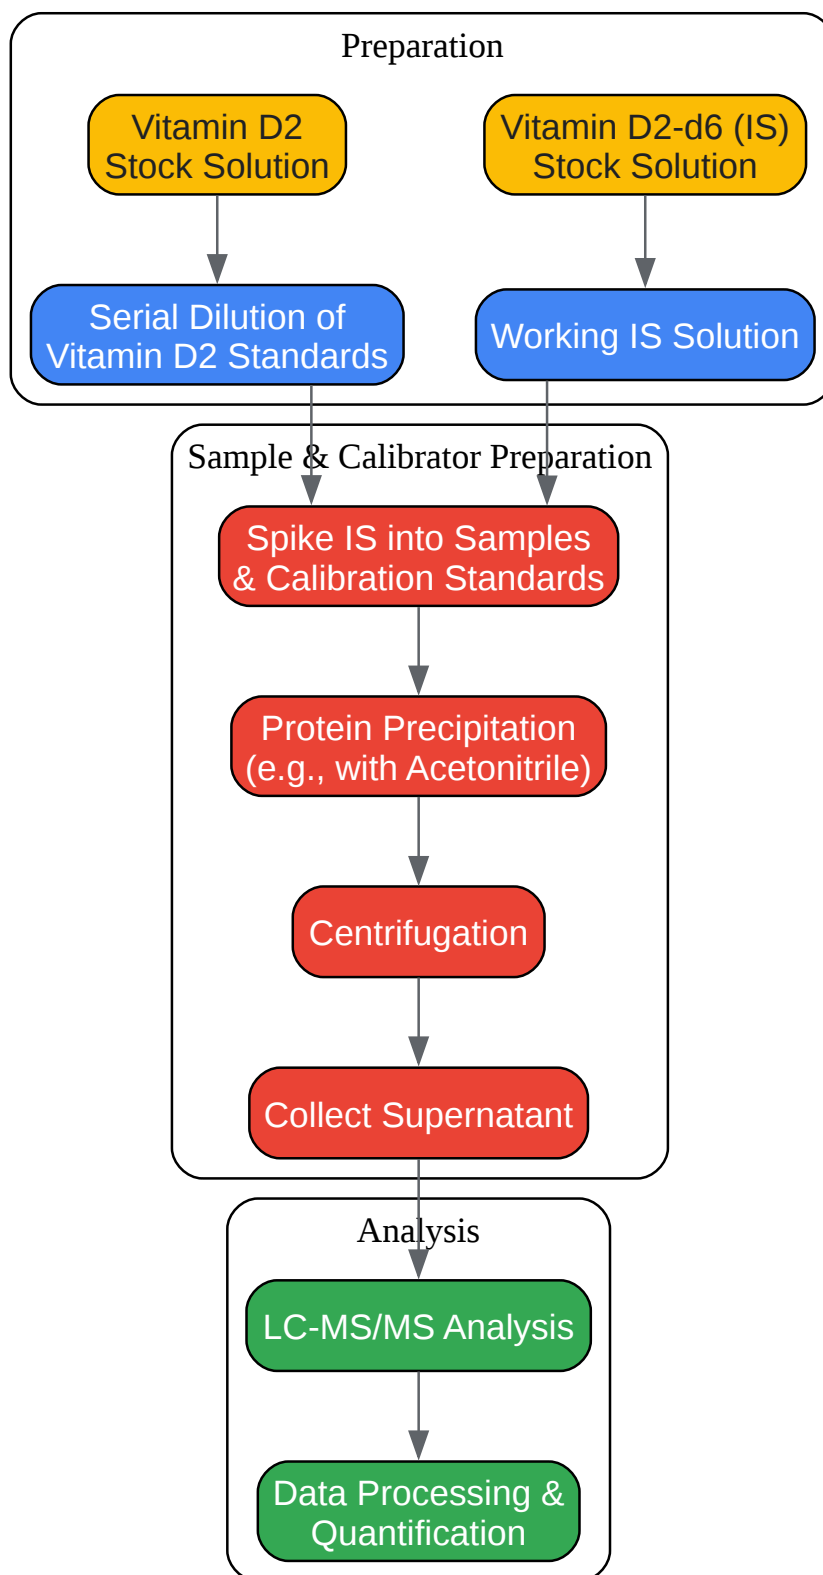 Preparation
Vitamin D2
Stock Solution
Vitamin D2-d6 (IS)
Stock Solution
Serial Dilution of
Vitamin D2 Standards
Working IS Solution
Sample & Calibrator Preparation
Spike IS into Samples
& Calibration Standards
Protein Precipitation
(e.g., with Acetonitrile)
Centrifugation
Collect Supernatant
Analysis
LC-MS/MS Analysis
Data Processing &
Quantification